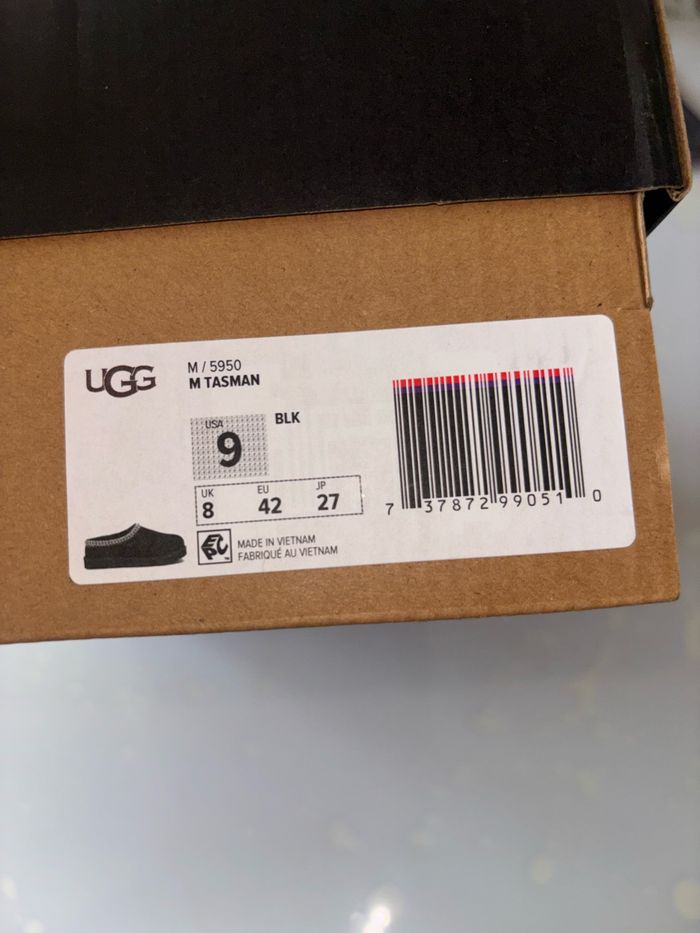 UGG
M / 5950
M TASMAN
USA
9
BLK
UK EU JP
8 42 27
EPC
MADE IN VIETNAM
FABRIQUÉ AU VIETNAM
7 37872 99051 0